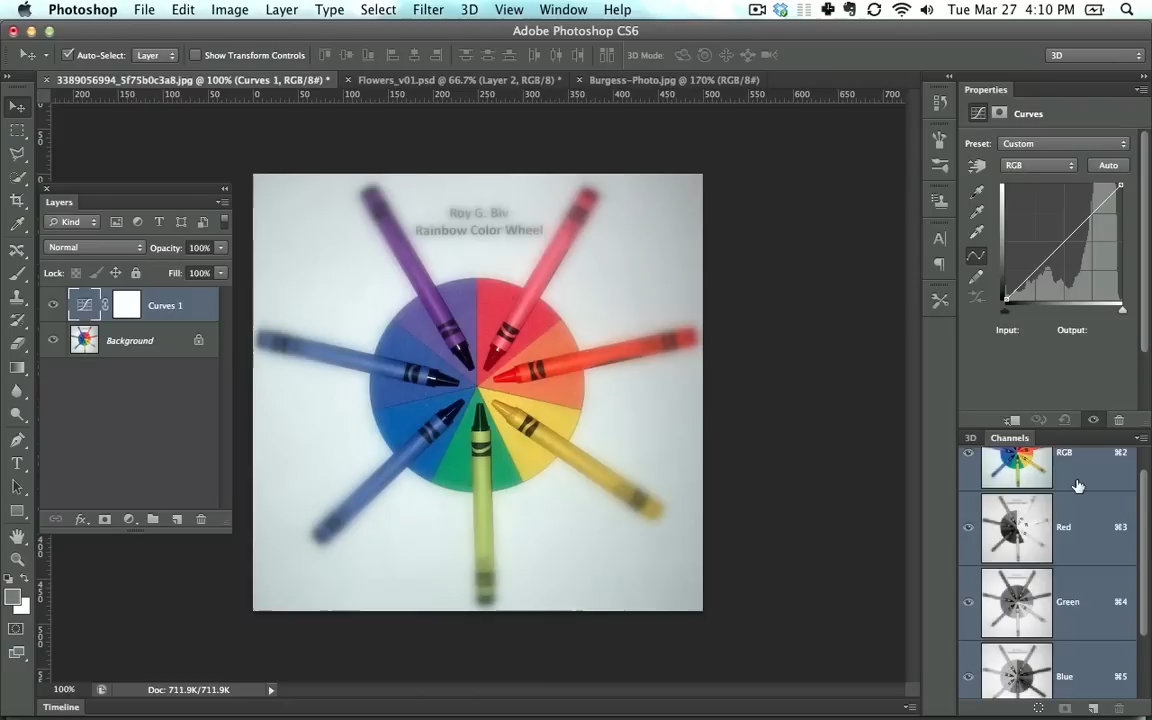 Photoshop File Edit Image Layer Type Select Filter 3D View Window Help Tue Mar 27 4:10 PM
Adobe Photoshop CS6
Auto-Select: Layer Show Transform Controls 3D Mode: 3D
3389056994_5f75b0c3a8.jpg @ 100% (Curves 1, RGB/8#) * Flowers_v01.psd @ 66.7% (Layer 2, RGB/8) * Burgess-Photo.jpg @ 170% (RGB/8#)
200 150 100 50 0 50 100 150 200 250 300 350 400 450 500 550 600 650 700
Layers
Kind
Normal Opacity: 100%
Lock: Fill: 100%
Curves 1
Background
Roy G. Biv
Rainbow Color Wheel
Properties
Curves
Preset: Custom
RGB Auto
Input: Output:
3D Channels
RGB ⌘2
Red ⌘3
Green ⌘4
Blue ⌘5
100% Doc: 711.9K/711.9K
Timeline